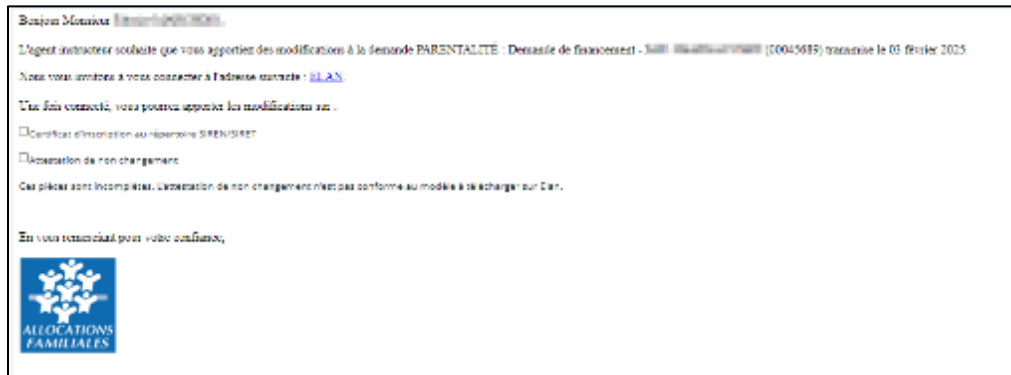 Bonjour Monsieur
L'agent instructeur souhaite que vous apportiez des modifications à la demande PARENTALITÉ : Demande de financement - (00045689) transmise le 03 février 2025
Nous vous invitons à vous connecter à l'adresse suivante : ELAN.
Une fois connecté, vous pourrez apporter les modifications sur :
Certificat d'inscription au répertoire SIREN/SIRET
Attestation de non changement
Ces pièces sont incomplètes. L'attestation de non changement n'est pas conforme au modèle à télécharger sur Elan.
En vous remerciant pour votre confiance,
ALLOCATIONS
FAMILIALES